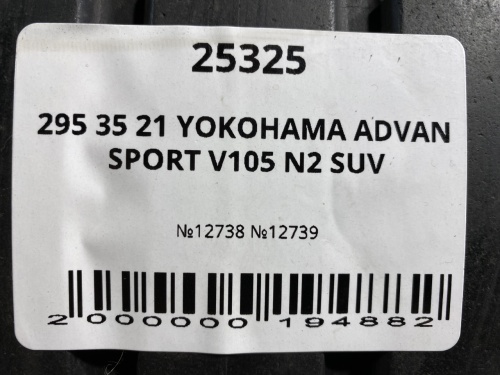 25325
295 35 21 YOKOHAMA ADVAN
SPORT V105 N2 SUV
№12738 №12739
2 000000 194882